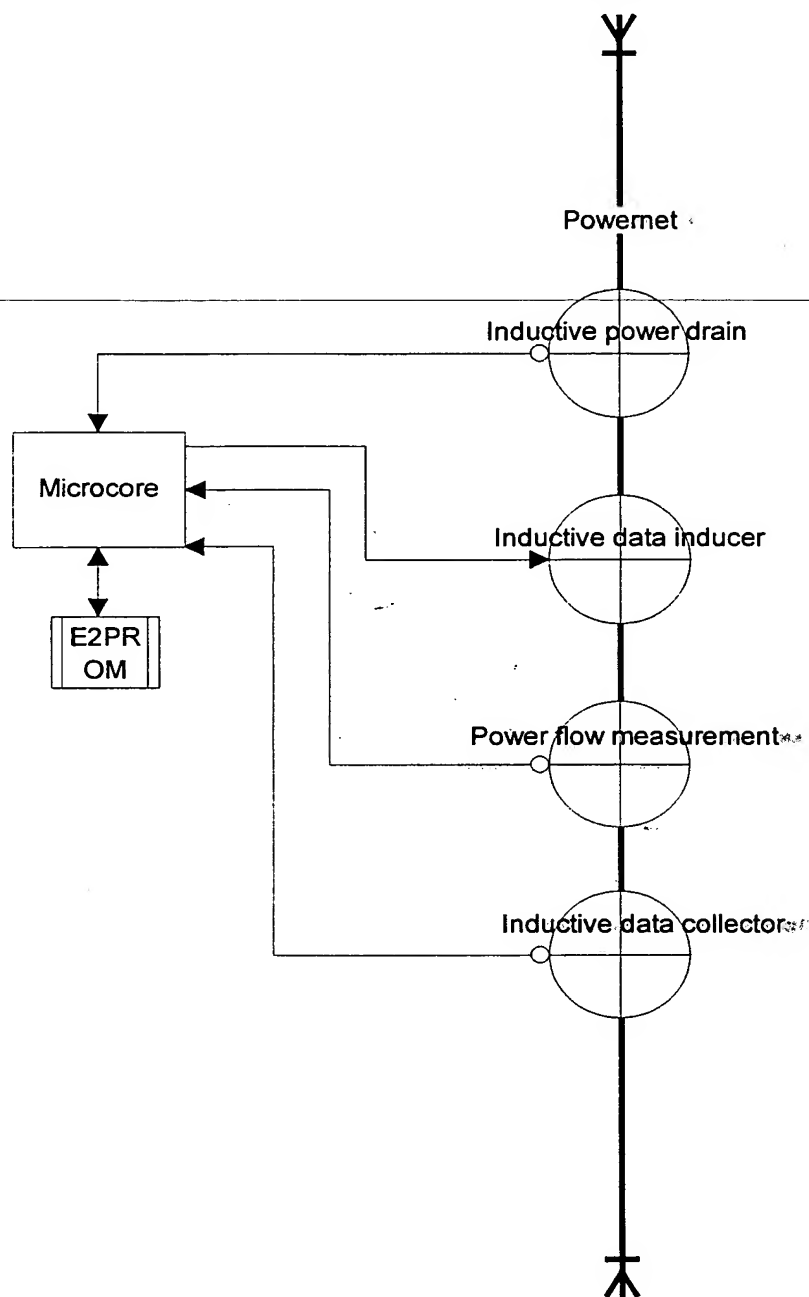 Powernet
Inductive power drain
Microcore
Inductive data inducer
E2PR
OM
Power flow measurement
Inductive data collector